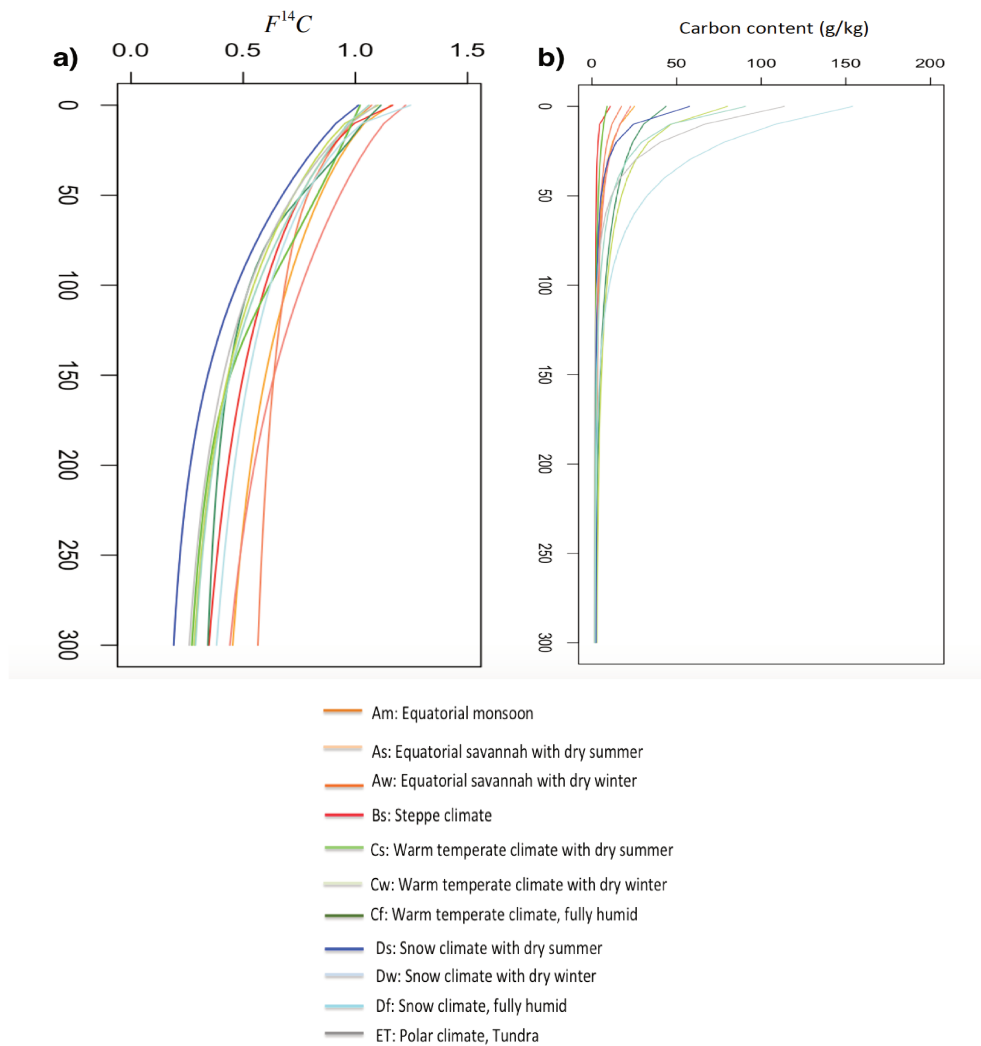 a)
F¹⁴C
0.0 0.5 1.0 1.5
0
50
100
150
200
250
300
b)
Carbon content (g/kg)
0 50 100 150 200
0
50
100
150
200
250
300
Am: Equatorial monsoon
As: Equatorial savannah with dry summer
Aw: Equatorial savannah with dry winter
Bs: Steppe climate
Cs: Warm temperate climate with dry summer
Cw: Warm temperate climate with dry winter
Cf: Warm temperate climate, fully humid
Ds: Snow climate with dry summer
Dw: Snow climate with dry winter
Df: Snow climate, fully humid
ET: Polar climate, Tundra